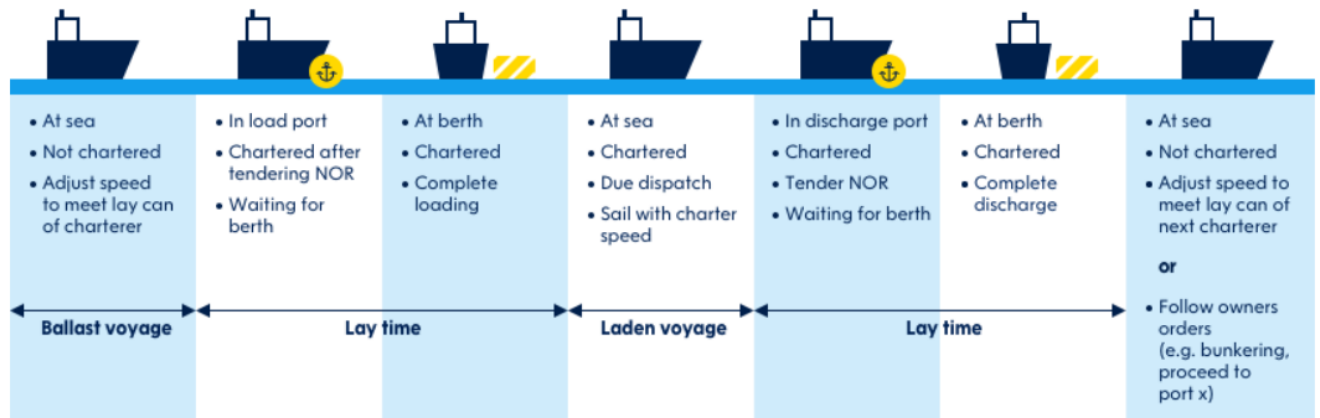 • At sea
• Not chartered
• Adjust speed
to meet lay can
of charterer
• In load port
• Chartered after
tendering NOR
• Waiting for
berth
• At berth
• Chartered
• Complete
loading
• At sea
• Chartered
• Due dispatch
• Sail with charter
speed
• In discharge port
• Chartered
• Tender NOR
• Waiting for berth
• At berth
• Chartered
• Complete
discharge
• At sea
• Not chartered
• Adjust speed to
meet lay can of
next charterer
or
• Follow owners
orders
(e.g. bunkering,
proceed to
port x)
Ballast voyage
Lay time
Laden voyage
Lay time